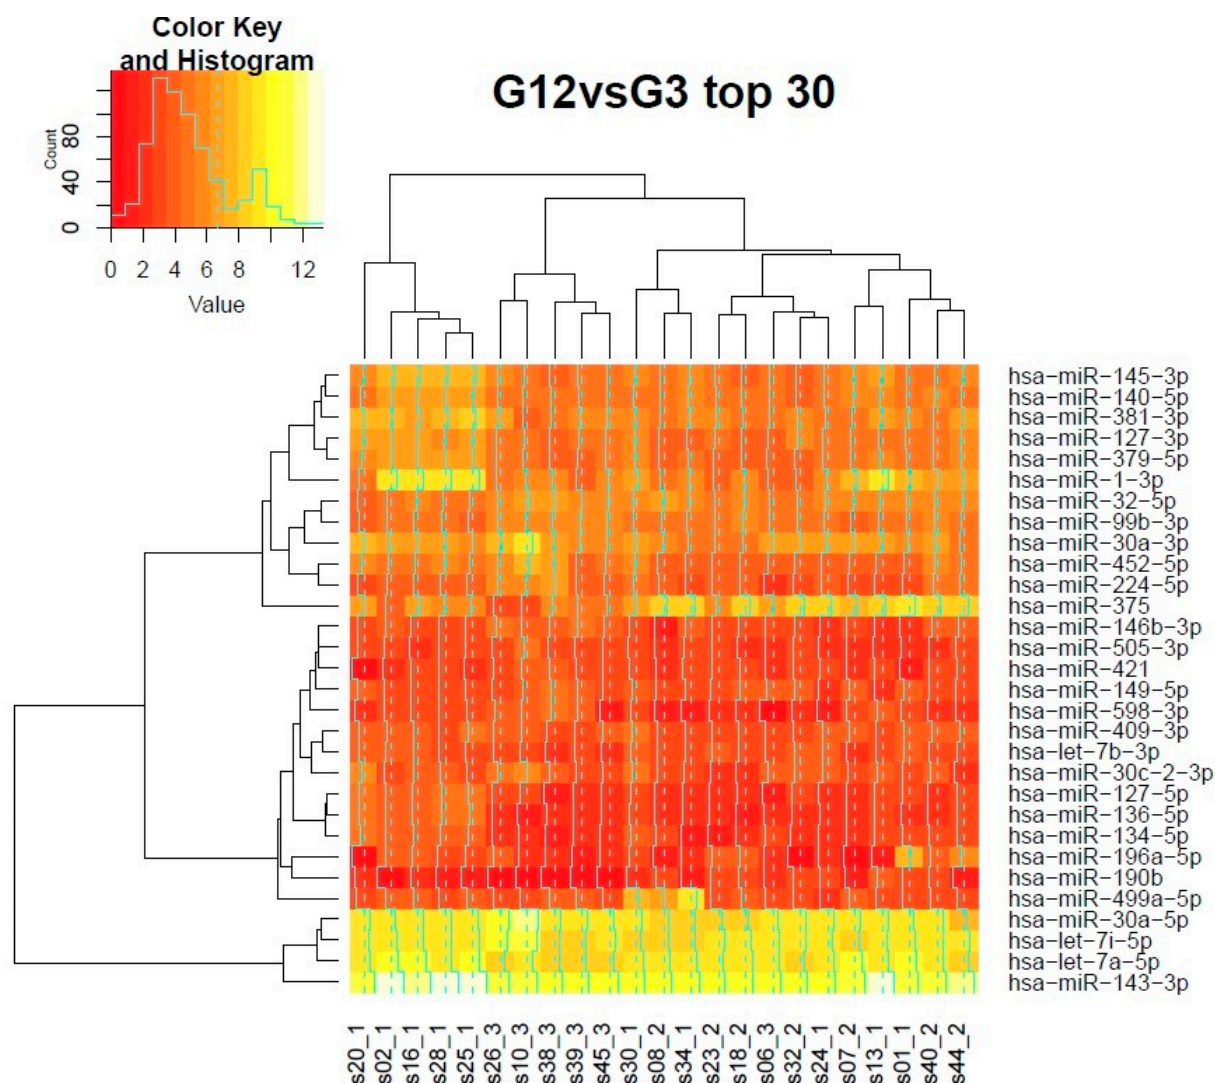 Color Key
and Histogram
G12vsG3 top 30
Count
0 40 80
0 2 4 6 8 12
Value
hsa-miR-145-3p
hsa-miR-140-5p
hsa-miR-381-3p
hsa-miR-127-3p
hsa-miR-379-5p
hsa-miR-1-3p
hsa-miR-32-5p
hsa-miR-99b-3p
hsa-miR-30a-3p
hsa-miR-452-5p
hsa-miR-224-5p
hsa-miR-375
hsa-miR-146b-3p
hsa-miR-505-3p
hsa-miR-421
hsa-miR-149-5p
hsa-miR-598-3p
hsa-miR-409-3p
hsa-let-7b-3p
hsa-miR-30c-2-3p
hsa-miR-127-5p
hsa-miR-136-5p
hsa-miR-134-5p
hsa-miR-196a-5p
hsa-miR-190b
hsa-miR-499a-5p
hsa-miR-30a-5p
hsa-let-7i-5p
hsa-let-7a-5p
hsa-miR-143-3p
s20_1
s02_1
s16_1
s28_1
s25_1
s26_3
s10_3
s38_3
s39_3
s45_3
s30_1
s08_2
s34_1
s23_2
s18_2
s06_3
s32_2
s24_1
s07_2
s13_1
s01_1
s40_2
s44_2